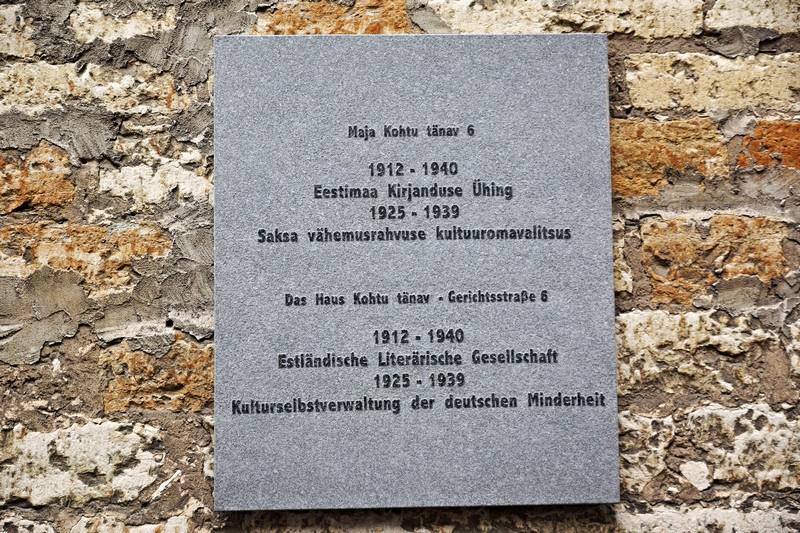 Maja Kohtu tänav 6
1912 - 1940
Eestimaa Kirjanduse Ühing
1925 - 1939
Saksa vähemusrahvuse kultuuromavalitsus
Das Haus Kohtu tänav - Gerichtsstraße 6
1912 - 1940
Estländische Literärische Gesellschaft
1925 - 1939
Kulturselbstverwaltung der deutschen Minderheit